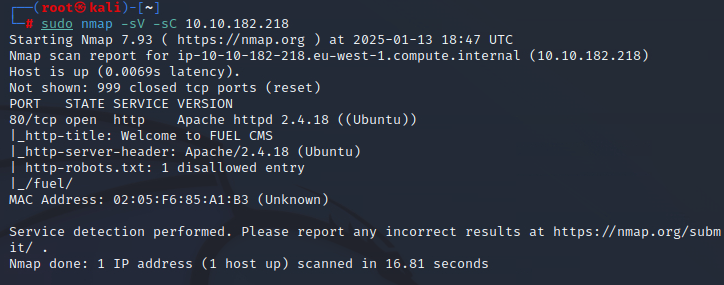 ┌──(root㉿kali)-[~]
└─# sudo nmap -sV -sC 10.10.182.218
Starting Nmap 7.93 ( https://nmap.org ) at 2025-01-13 18:47 UTC
Nmap scan report for ip-10-10-182-218.eu-west-1.compute.internal (10.10.182.218)
Host is up (0.0069s latency).
Not shown: 999 closed tcp ports (reset)
PORT   STATE SERVICE VERSION
80/tcp open  http    Apache httpd 2.4.18 ((Ubuntu))
|_http-title: Welcome to FUEL CMS
|_http-server-header: Apache/2.4.18 (Ubuntu)
| http-robots.txt: 1 disallowed entry
|_/fuel/
MAC Address: 02:05:F6:85:A1:B3 (Unknown)

Service detection performed. Please report any incorrect results at https://nmap.org/subm
it/ .
Nmap done: 1 IP address (1 host up) scanned in 16.81 seconds